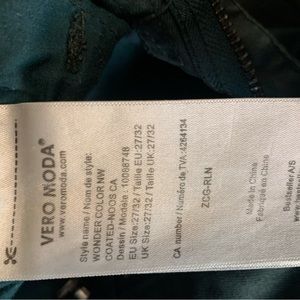 VERO MODA®
www.veromoda.com
Style name / Nom de style:
WONDER COLOR NW
COATED-NOOS CA
Dessin / Modèle : 10088748
EU Size:27/32 / Taille EU:27/32
UK Size:27/32 / Taille UK:27/32
CA number / Numéro de TVA:4264134
ZCG-RLN
Made in China
Fabriqué en Chine
Bestseller A/S